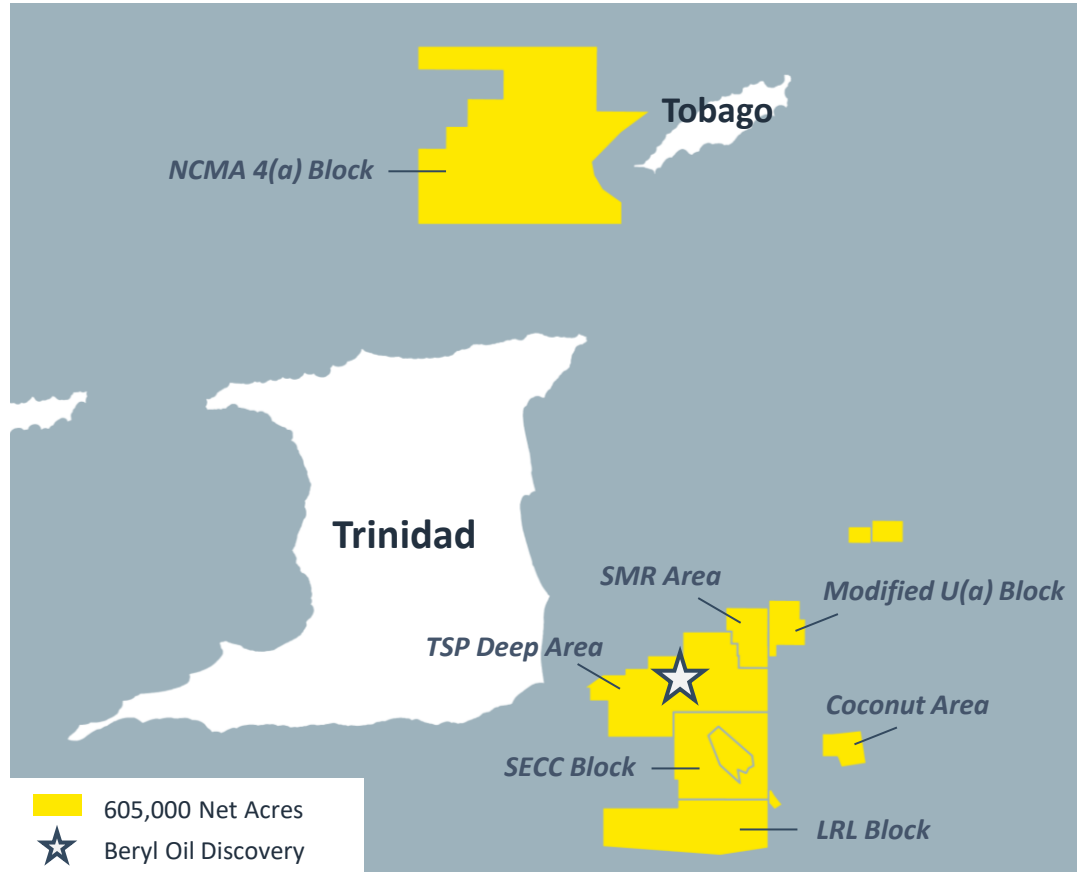 Tobago
NCMA 4(a) Block
Trinidad
SMR Area
Modified U(a) Block
TSP Deep Area
Coconut Area
SECC Block
LRL Block
605,000 Net Acres
Beryl Oil Discovery